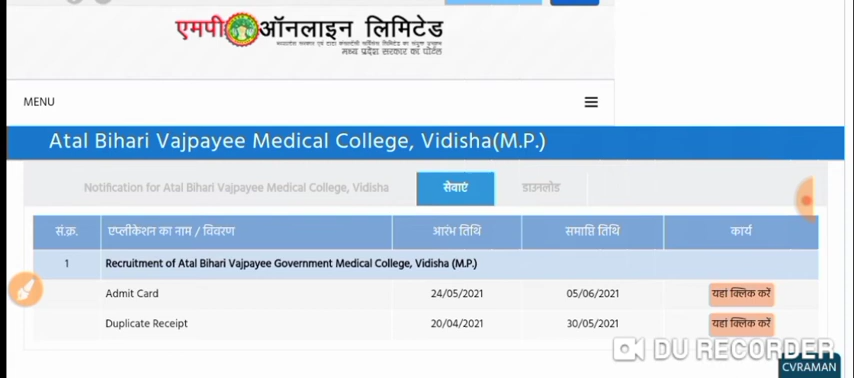 एमपी ऑनलाइन लिमिटेड
मध्य प्रदेश सरकार का पोर्टल
MENU
Atal Bihari Vajpayee Medical College, Vidisha(M.P.)
Notification for Atal Bihari Vajpayee Medical College, Vidisha सेवाएं डाउनलोड
सं.क्र. एप्लीकेशन का नाम / विवरण आरंभ तिथि समाप्ति तिथि कार्य
1 Recruitment of Atal Bihari Vajpayee Government Medical College, Vidisha (M.P.)
Admit Card 24/05/2021 05/06/2021 यहां क्लिक करें
Duplicate Receipt 20/04/2021 30/05/2021 यहां क्लिक करें
DU RECORDER
CVRAMAN